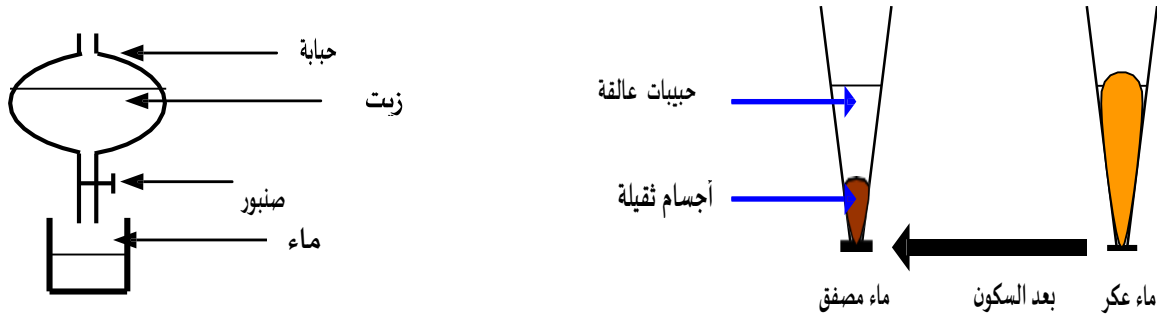 حبابة
زيت
صنبور
ماء
حبيبات عالقة
أجسام ثقيلة
ماء عكر
بعد السكون
ماء مصفق